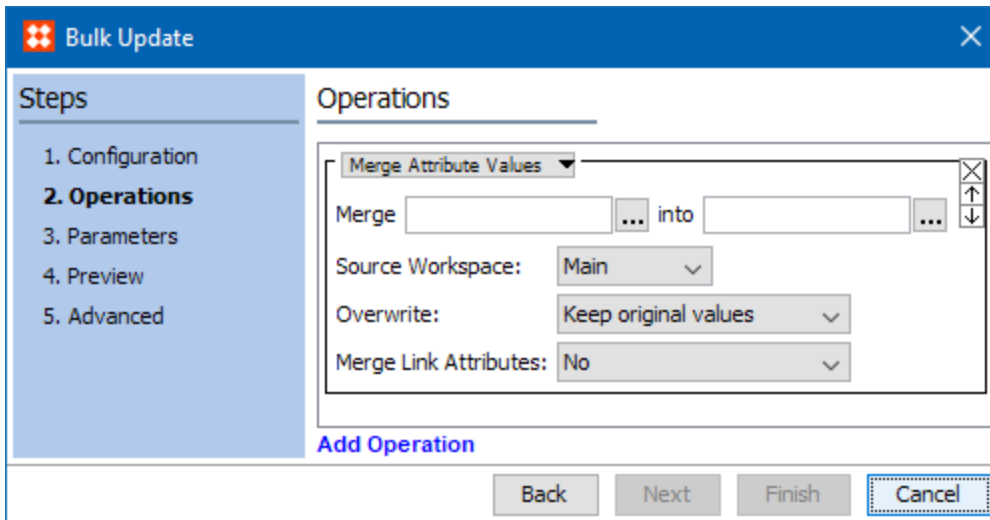 Bulk Update
Steps
1. Configuration
2. Operations
3. Parameters
4. Preview
5. Advanced
Operations
Merge Attribute Values
Merge ... into ...
Source Workspace: Main
Overwrite: Keep original values
Merge Link Attributes: No
Add Operation
Back Next Finish Cancel